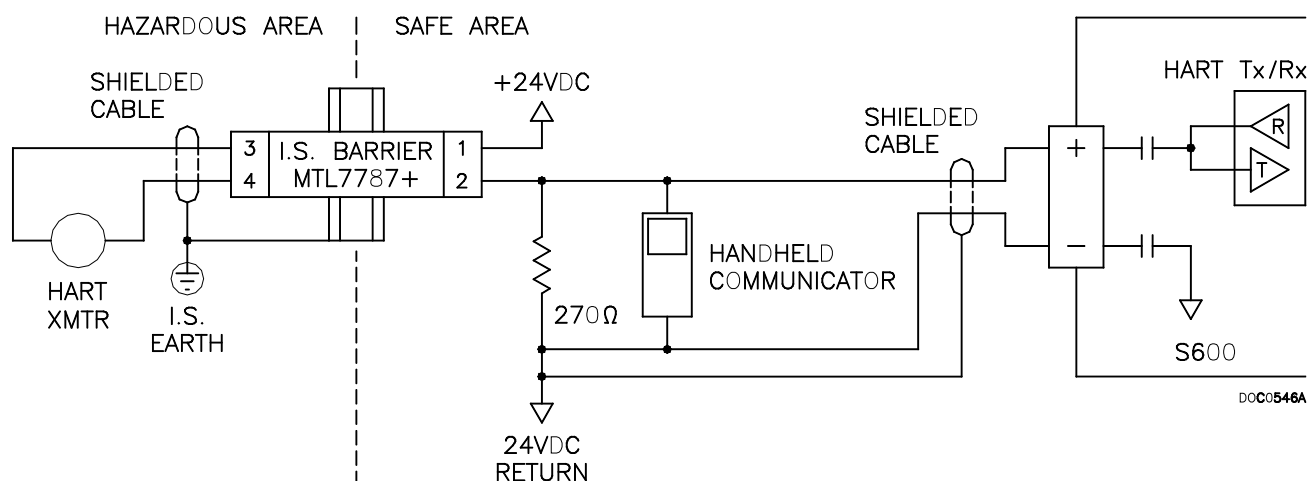 HAZARDOUS AREA
SAFE AREA
SHIELDED
CABLE
+24VDC
SHIELDED
CABLE
HART Tx/Rx
R
T
3
I.S. BARRIER
1
4
MTL7787+
2
+
−
HANDHELD
COMMUNICATOR
270Ω
HART
XMTR
I.S.
EARTH
S600
24VDC
RETURN
DOC0546A